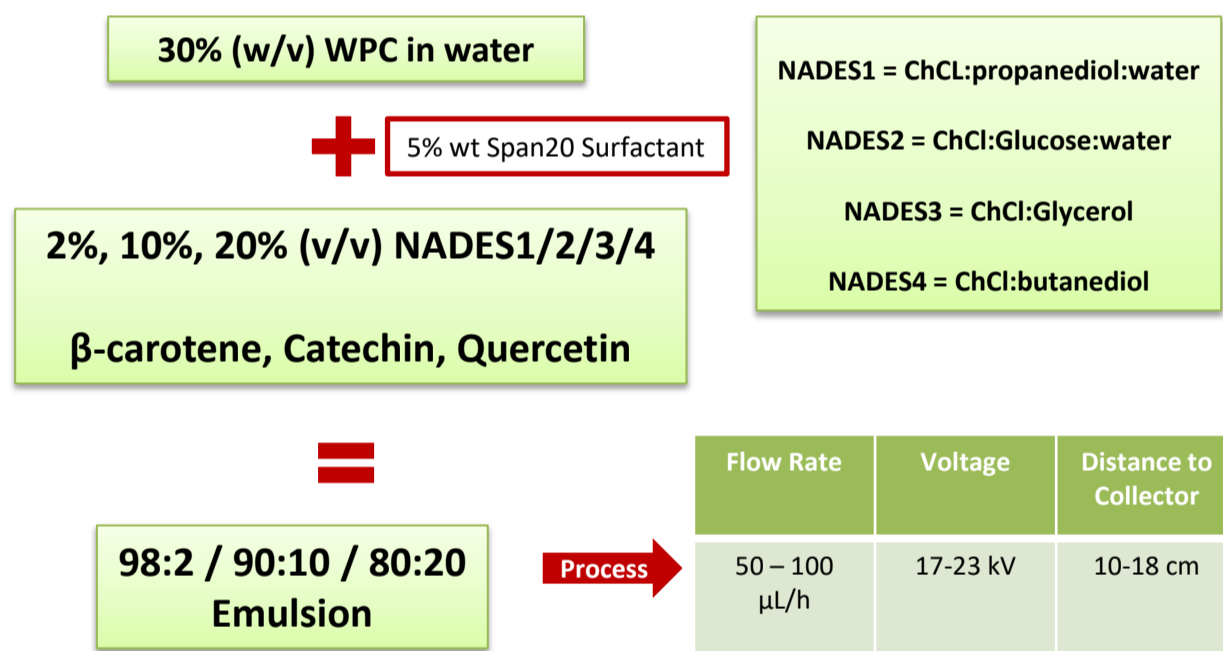 30% (w/v) WPC in water
5% wt Span20 Surfactant
2%, 10%, 20% (v/v) NADES1/2/3/4
β-carotene, Catechin, Quercetin
98:2 / 90:10 / 80:20
Emulsion
Process
NADES1 = ChCL:propanediol:water
NADES2 = ChCl:Glucose:water
NADES3 = ChCl:Glycerol
NADES4 = ChCl:butanediol
Flow Rate
Voltage
Distance to
Collector
50 – 100
µL/h
17-23 kV
10-18 cm